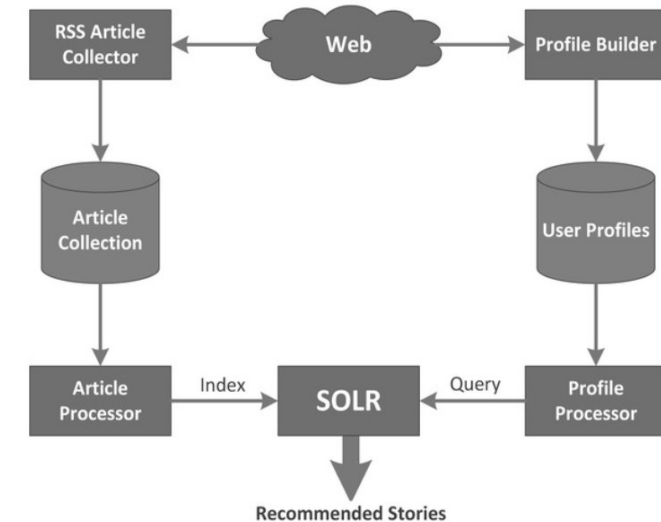 RSS Article
Collector
Web
Profile Builder
Article
Collection
User Profiles
Article
Processor
Index
SOLR
Query
Profile
Processor
Recommended Stories